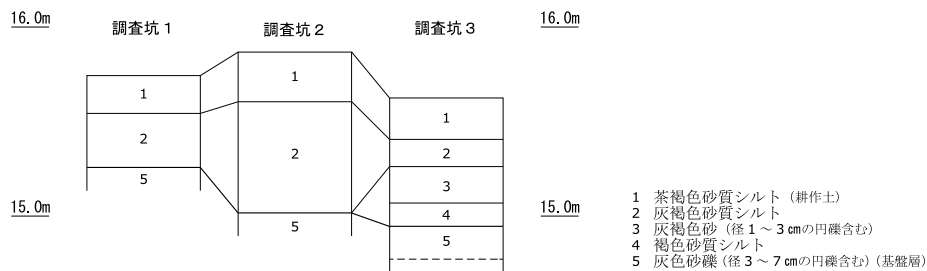 16.0m
調査坑1
調査坑2
調査坑3
16.0m
1
1
1
2
2
2
3
4
5
5
5
15.0m
15.0m
1 茶褐色砂質シルト(耕作土)
2 灰褐色砂質シルト
3 灰褐色砂(径1~3㎝の円礫含む)
4 褐色砂質シルト
5 灰色砂礫(径3~7㎝の円礫含む)(基盤層)